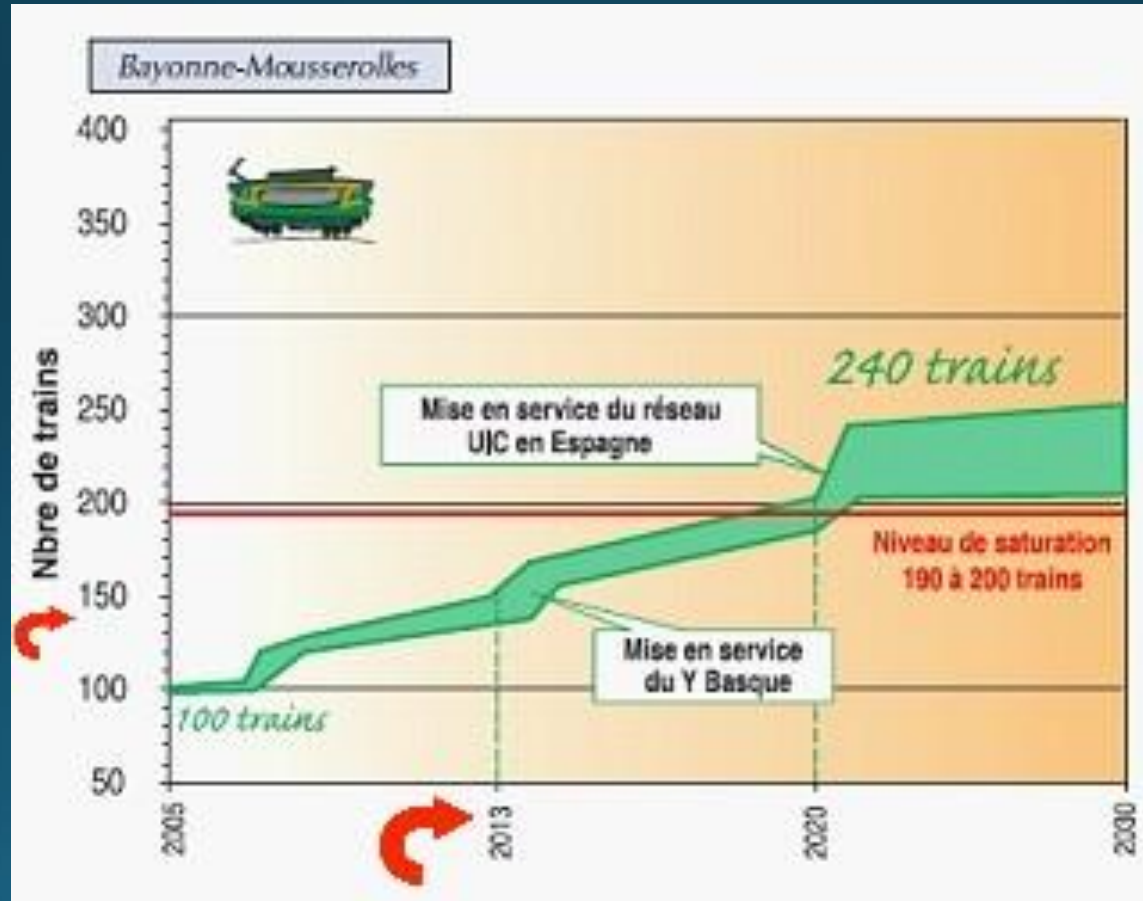 Bayonne-Mousserolles
Nbre de trains
400
350
300
250
200
150
100
50
240 trains
Mise en service du réseau
UIC en Espagne
Niveau de saturation
190 à 200 trains
Mise en service
du Y Basque
100 trains
2005
2013
2020
2030